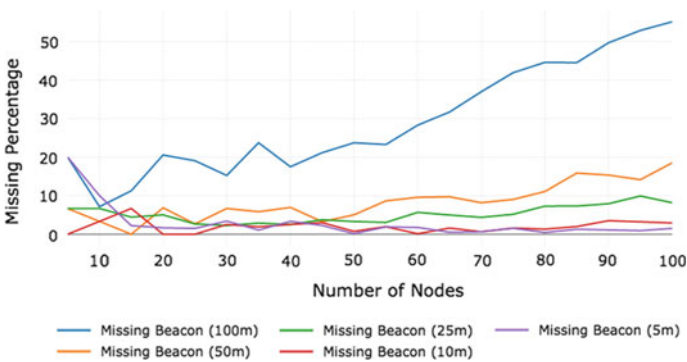 Missing Percentage
50
40
30
20
10
0
10 20 30 40 50 60 70 80 90 100
Number of Nodes
Missing Beacon (100m) Missing Beacon (25m) Missing Beacon (5m)
Missing Beacon (50m) Missing Beacon (10m)